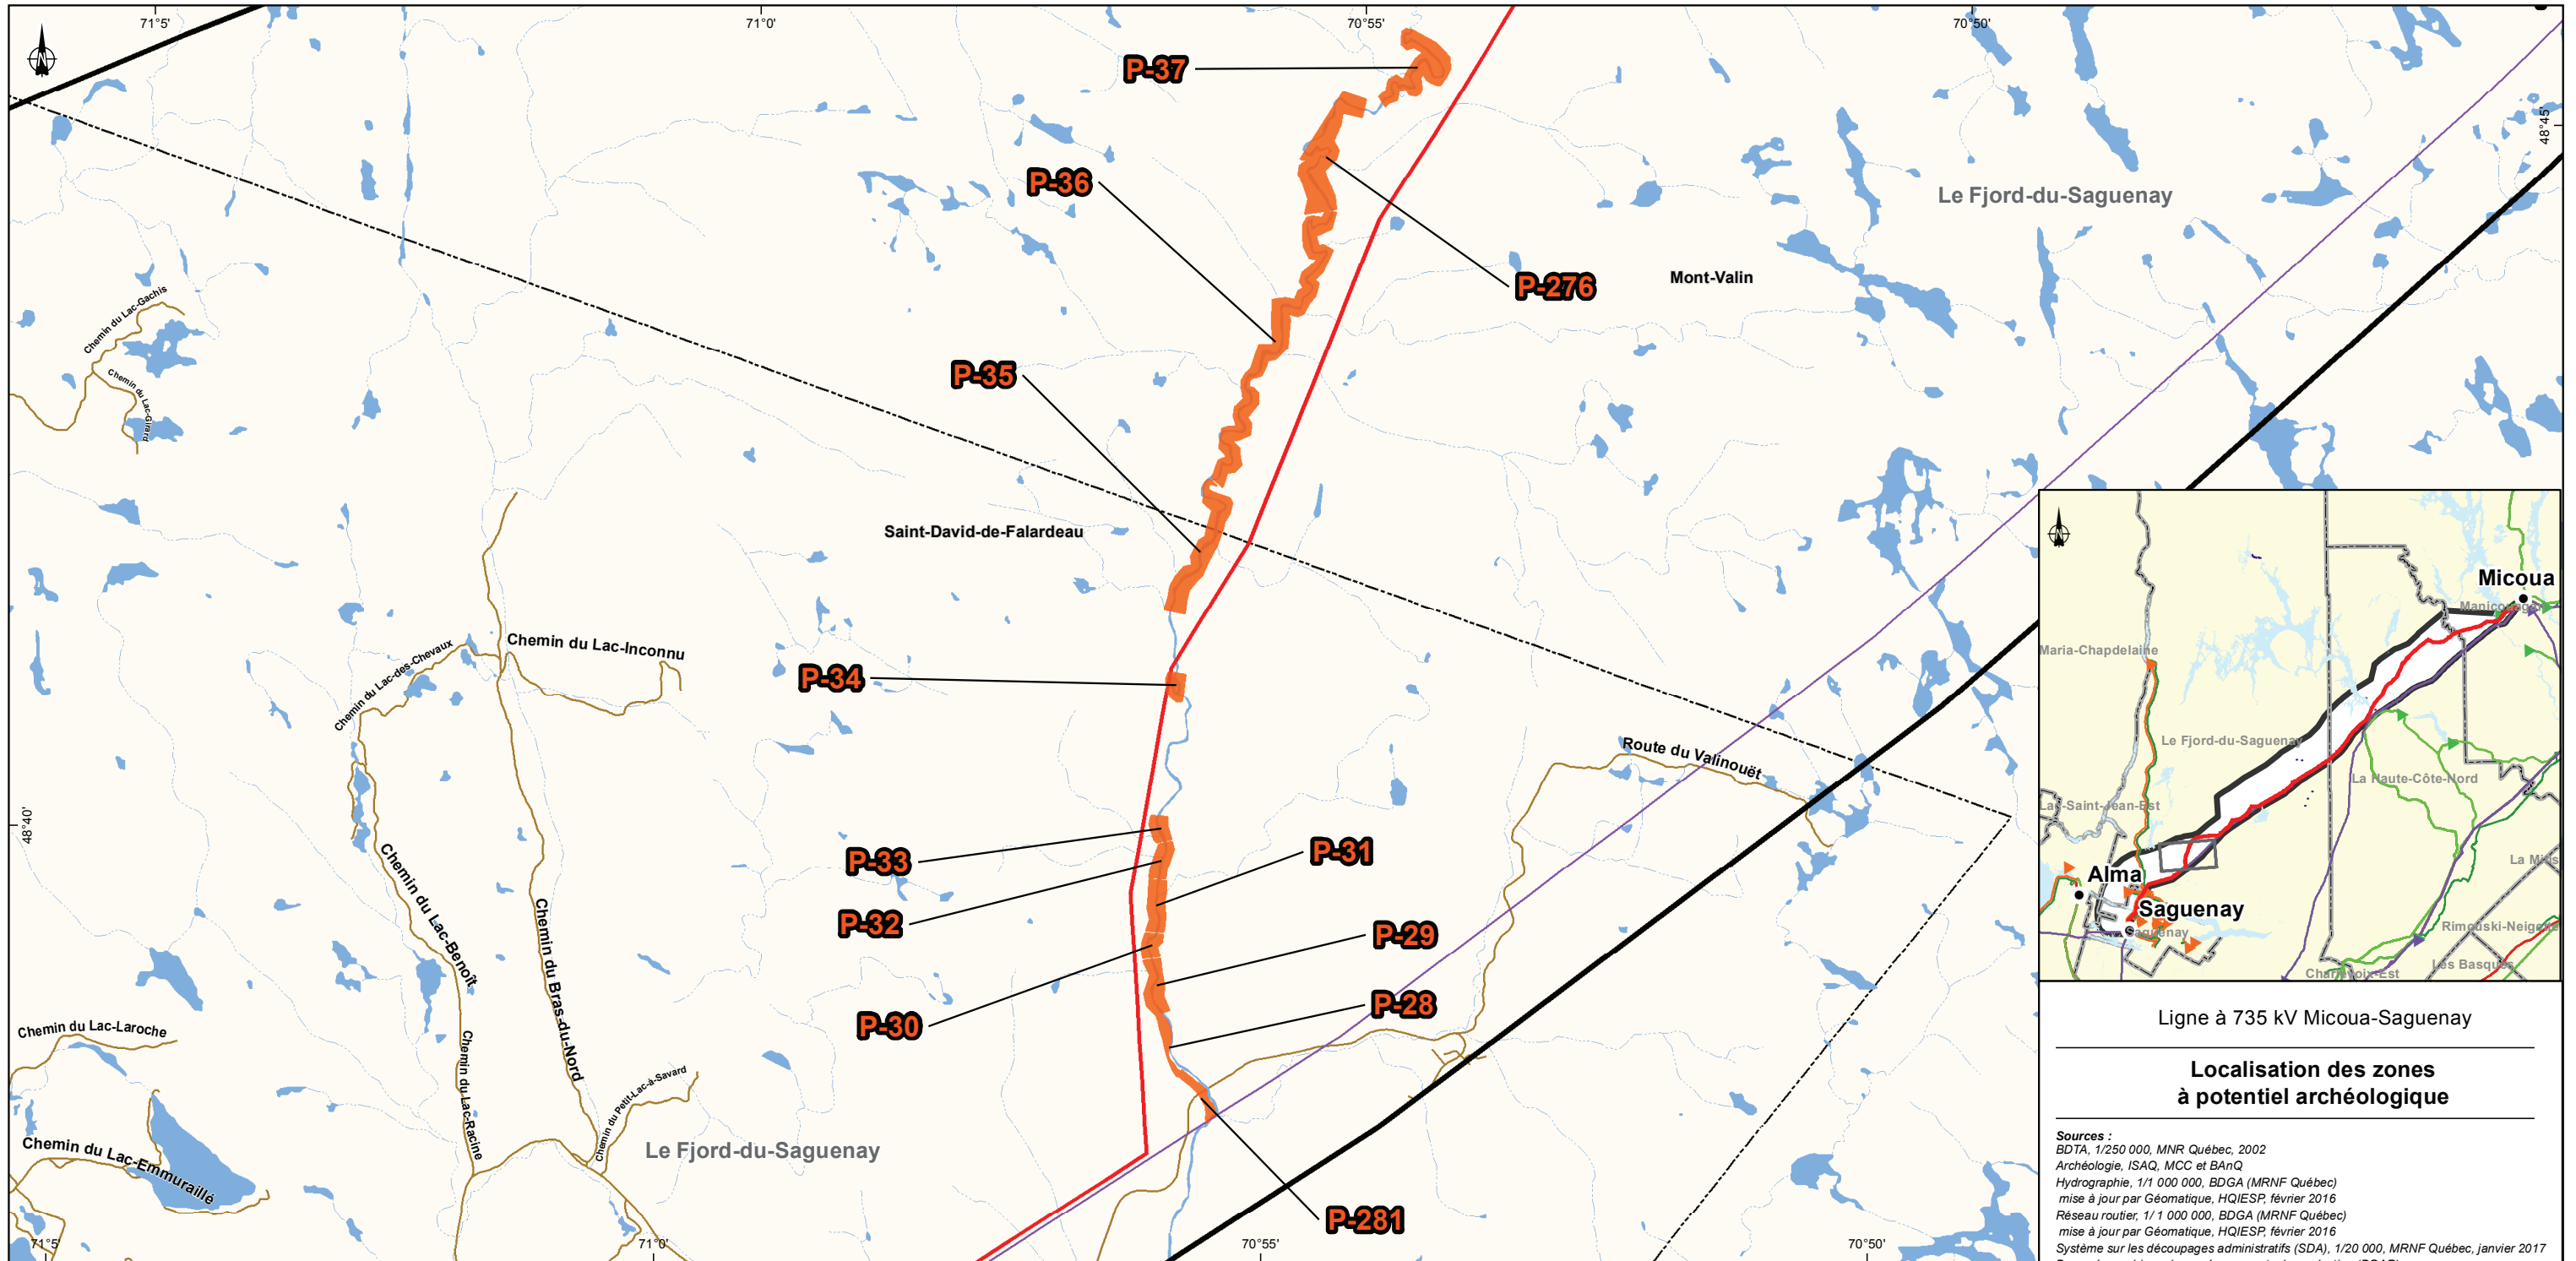 71°5'
71°0'
70°55'
70°50'
48°45'
P-37
P-36
Le Fjord-du-Saguenay
P-276
Mont-Valin
Chemin du Lac-Gachis
Chemin du Lac-Girard
P-35
Saint-David-de-Falardeau
Chemin du Lac-Inconnu
Chemin du Lac-des-Chevaux
P-34
Route du Valinouët
48°40'
P-33
P-31
P-32
P-29
P-30
P-28
Chemin du Lac-Benoît
Chemin du Bras-du-Nord
Chemin du Lac-Laroche
Chemin du Lac-Racine
Chemin du Petit-Lac-à-Savard
Chemin du Lac-Emmuraillé
Le Fjord-du-Saguenay
P-281
71°5'
71°0'
70°55'
70°50'
Micoua
Maria-Chapdelaine
Le Fjord-du-Saguenay
La Haute-Côte-Nord
Lac-Saint-Jean-Est
Alma
Saguenay
Saguenay
Rimouski-Neigette
Les Basques
Charlevoix-Est
Ligne à 735 kV Micoua-Saguenay
Localisation des zones
à potentiel archéologique
Sources :
BDTA, 1/250 000, MNR Québec, 2002
Archéologie, ISAQ, MCC et BAnQ
Hydrographie, 1/1 000 000, BDGA (MRNF Québec)
mise à jour par Géomatique, HQIESP, février 2016
Réseau routier, 1/ 1 000 000, BDGA (MRNF Québec)
mise à jour par Géomatique, HQIESP, février 2016
Système sur les découpages administratifs (SDA), 1/20 000, MRNF Québec, janvier 2017